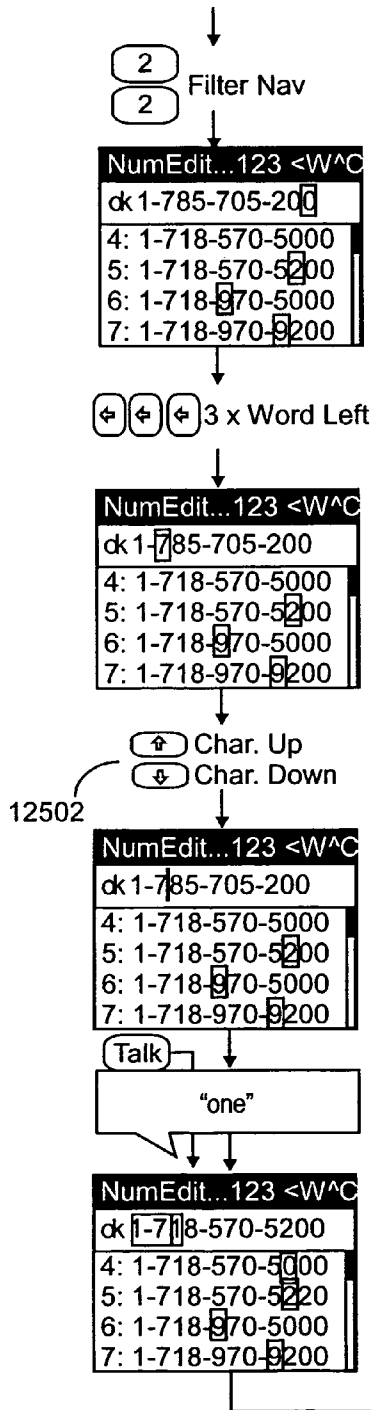 2
2
Filter Nav
NumEdit...123 <W^C
ok 1-785-705-200
4: 1-718-570-5000
5: 1-718-570-5200
6: 1-718-970-5000
7: 1-718-970-9200
3 x Word Left
NumEdit...123 <W^C
ok 1-785-705-200
4: 1-718-570-5000
5: 1-718-570-5200
6: 1-718-970-5000
7: 1-718-970-9200
Char. Up
Char. Down
12502
NumEdit...123 <W^C
ok 1-785-705-200
4: 1-718-570-5000
5: 1-718-570-5200
6: 1-718-970-5000
7: 1-718-970-9200
Talk
“one”
NumEdit...123 <W^C
ok 1-718-570-5200
4: 1-718-570-5000
5: 1-718-570-5220
6: 1-718-970-5000
7: 1-718-970-9200